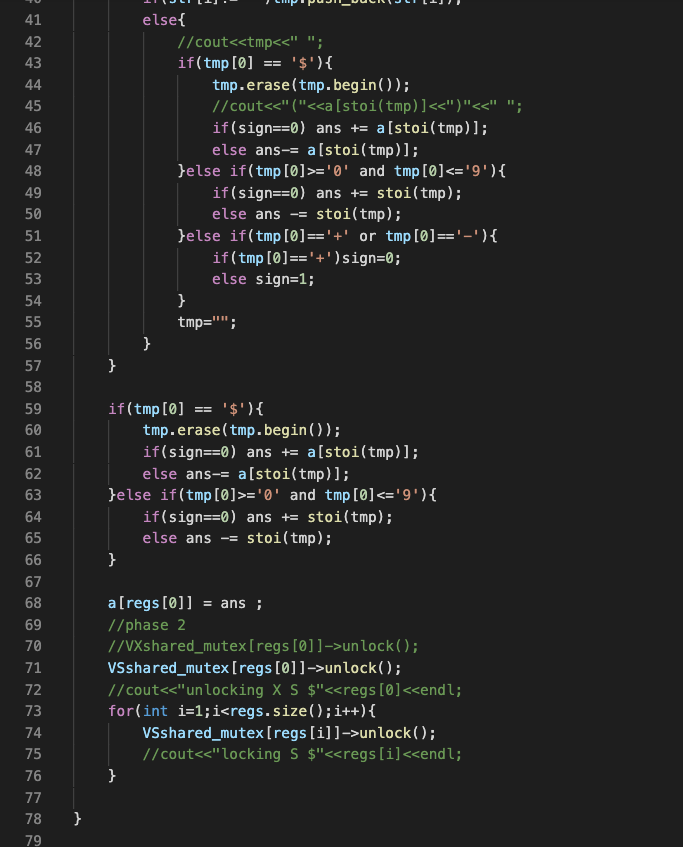 40 if(str[i]!=' ')tmp.push_back(str[i]);
41 else{
42 //cout<<tmp<<" ";
43 if(tmp[0] == '$'){
44 tmp.erase(tmp.begin());
45 //cout<<"("<<a[stoi(tmp)]<<")"<<" ";
46 if(sign==0) ans += a[stoi(tmp)];
47 else ans-= a[stoi(tmp)];
48 }else if(tmp[0]>='0' and tmp[0]<='9'){
49 if(sign==0) ans += stoi(tmp);
50 else ans -= stoi(tmp);
51 }else if(tmp[0]=='+' or tmp[0]=='-'){
52 if(tmp[0]=='+')sign=0;
53 else sign=1;
54 }
55 tmp="";
56 }
57 }
58
59 if(tmp[0] == '$'){
60 tmp.erase(tmp.begin());
61 if(sign==0) ans += a[stoi(tmp)];
62 else ans-= a[stoi(tmp)];
63 }else if(tmp[0]>='0' and tmp[0]<='9'){
64 if(sign==0) ans += stoi(tmp);
65 else ans -= stoi(tmp);
66 }
67
68 a[regs[0]] = ans ;
69 //phase 2
70 //VXshared_mutex[regs[0]]->unlock();
71 VSshared_mutex[regs[0]]->unlock();
72 //cout<<"unlocking X S $"<<regs[0]<<endl;
73 for(int i=1;i<regs.size();i++){
74 VSshared_mutex[regs[i]]->unlock();
75 //cout<<"locking S $"<<regs[i]<<endl;
76 }
77
78 }
79